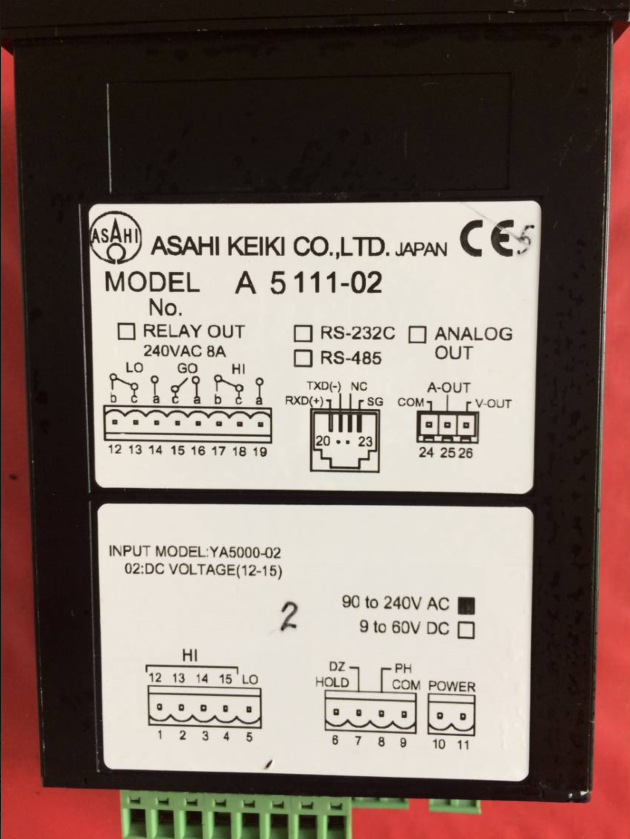 ASAHI
ASAHI KEIKI CO.,LTD. JAPAN CE 5
MODEL A 5111-02
No.
RELAY OUT
240VAC 8A
RS-232C
RS-485
ANALOG
OUT
LO GO HI
b c a c a b c a
12 13 14 15 16 17 18 19
TXD(-) NC
RXD(+) SG
20 23
A-OUT
COM V-OUT
24 25 26
INPUT MODEL:YA5000-02
02:DC VOLTAGE(12-15)
2
90 to 240V AC
9 to 60V DC
HI
12 13 14 15 LO
1 2 3 4 5
DZ PH
HOLD COM POWER
6 7 8 9 10 11